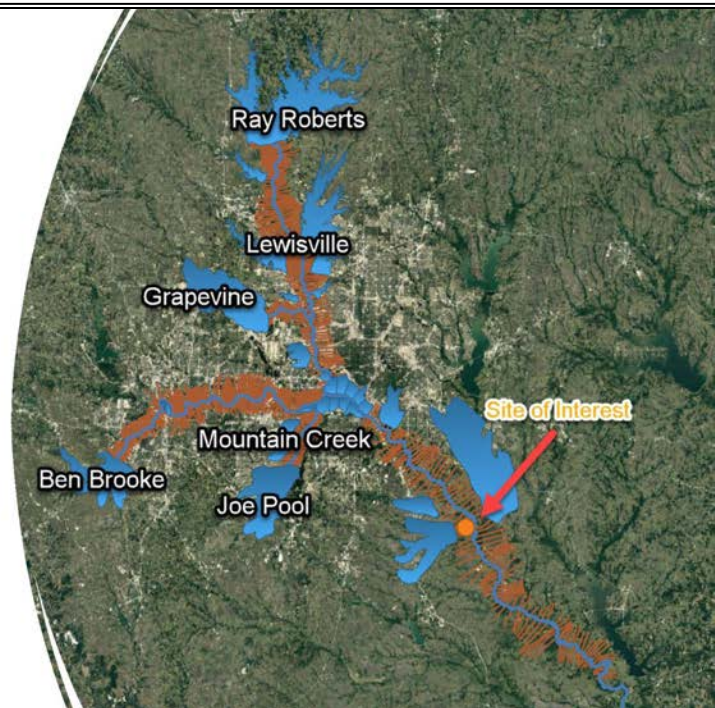 Ray Roberts
Lewisville
Grapevine
Site of Interest
Mountain Creek
Ben Brooke
Joe Pool